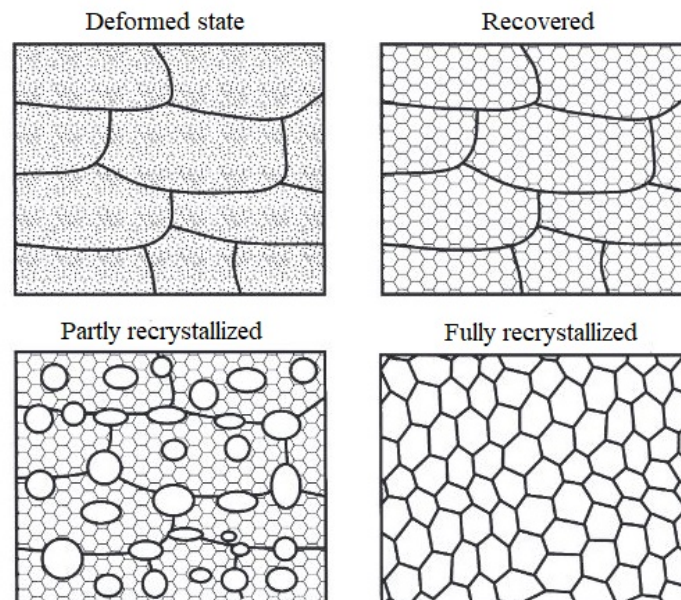 Deformed state
Recovered
Partly recrystallized
Fully recrystallized